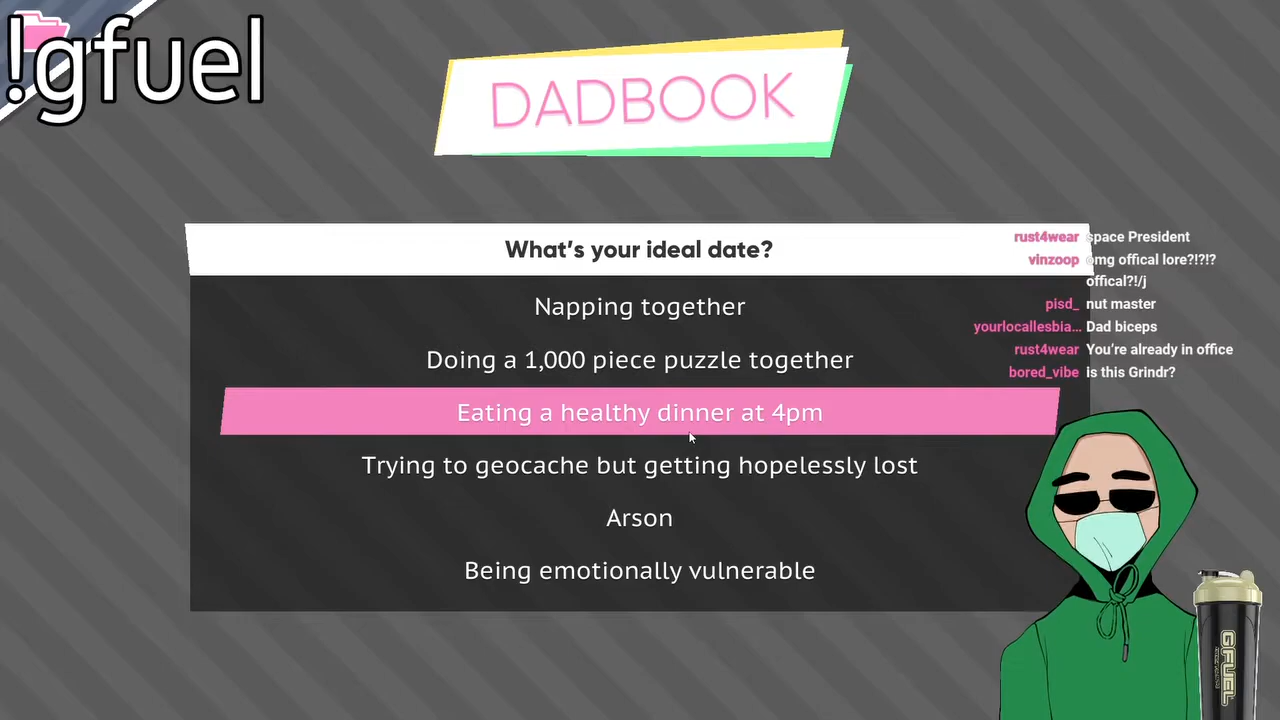 !gfuel
DADBOOK
What's your ideal date?
Napping together
Doing a 1,000 piece puzzle together
Eating a healthy dinner at 4pm
Trying to geocache but getting hopelessly lost
Arson
Being emotionally vulnerable
rust4wear space President
vinzoop omg offical lore?!?!?
offical?!/j
pisd_ nut master
yourlocallesbia... Dad biceps
rust4wear You're already in office
bored_vibe is this Grindr?
GFUEL